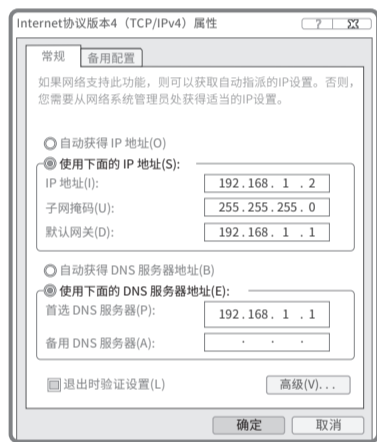 Internet协议版本4（TCP/IPv4）属性
常规 备用配置
如果网络支持此功能，则可以获取自动指派的IP设置。否则，
您需要从网络系统管理员处获得适当的IP设置。
自动获得 IP 地址(O)
使用下面的 IP 地址(S):
IP 地址(I): 192.168. 1 .2
子网掩码(U): 255.255.255.0
默认网关(D): 192.168. 1 .1
自动获得 DNS 服务器地址(B)
使用下面的 DNS 服务器地址(E):
首选 DNS 服务器(P): 192.168. 1 .1
备用 DNS 服务器(A): . . .
退出时验证设置(L) 高级(V)...
确定 取消